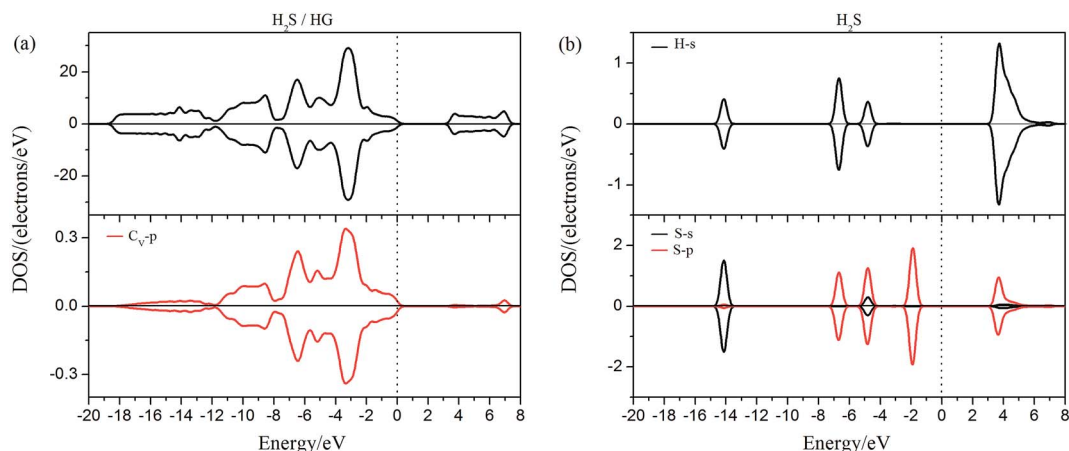 (a)
H₂S / HG
DOS/(electrons/eV)
20
0
-20
0.3
0.0
-0.3
C_V-p
-20 -18 -16 -14 -12 -10 -8 -6 -4 -2 0 2 4 6 8
Energy/eV
(b)
H₂S
DOS/(electrons/eV)
1
0
-1
H-s
2
0
-2
S-s
S-p
-20 -18 -16 -14 -12 -10 -8 -6 -4 -2 0 2 4 6 8
Energy/eV